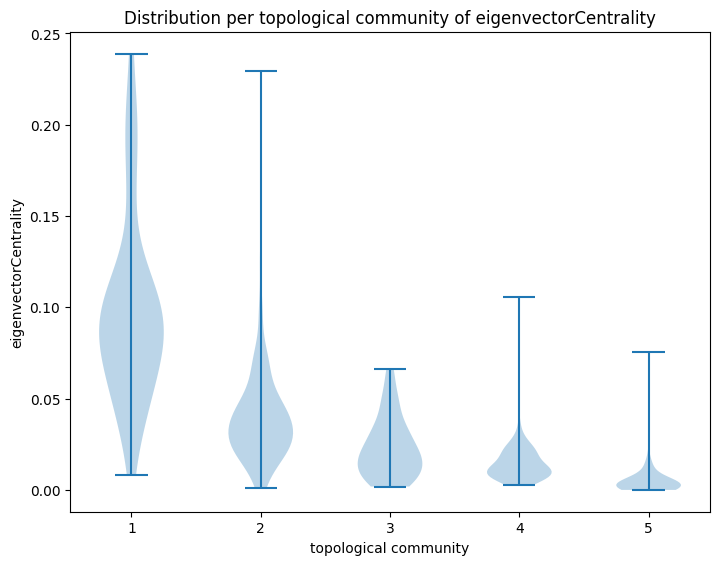 Distribution per topological community of eigenvectorCentrality
eigenvectorCentrality
0.25
0.20
0.15
0.10
0.05
0.00
1 2 3 4 5
topological community